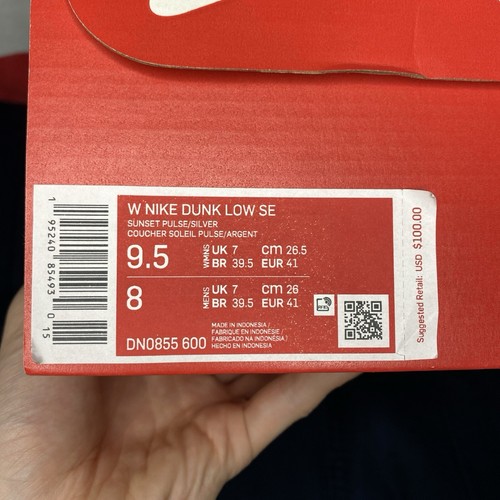 W NIKE DUNK LOW SE
SUNSET PULSE/SILVER
COUCHER SOLEIL PULSE/ARGENT
9.5 WMNS UK 7 cm 26.5
BR 39.5 EUR 41
8 MENS UK 7 cm 26
BR 39.5 EUR 41
DN0855 600
MADE IN INDONESIA /
FABRIQUE EN INDONESIE /
FABRICADO NA INDONESIA /
HECHO EN INDONESIA
1 95240 85493 0 15
Suggested Retail: USD $100.00